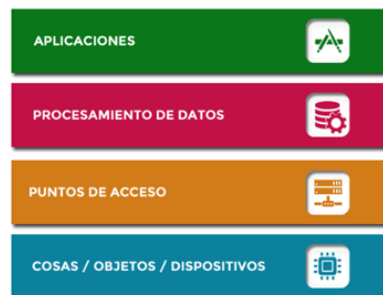 APLICACIONES
PROCESAMIENTO DE DATOS
PUNTOS DE ACCESO
COSAS / OBJETOS / DISPOSITIVOS